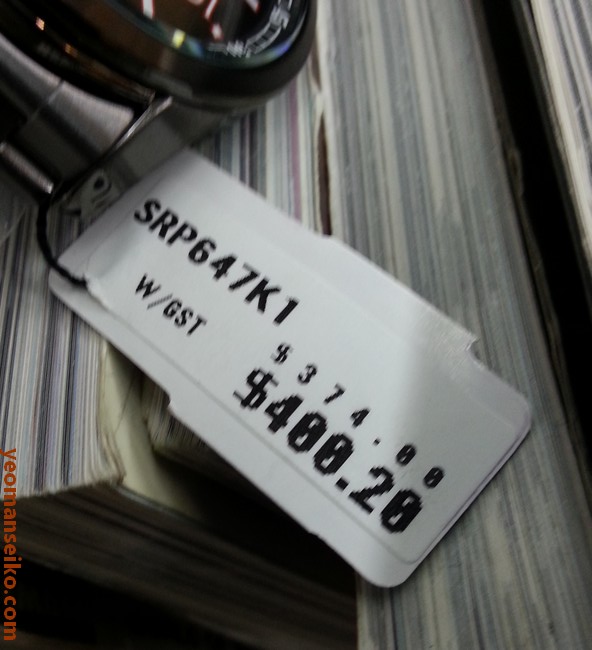 SRP647K1
$374.00
W/GST
$400.20
yeomanseiko.com